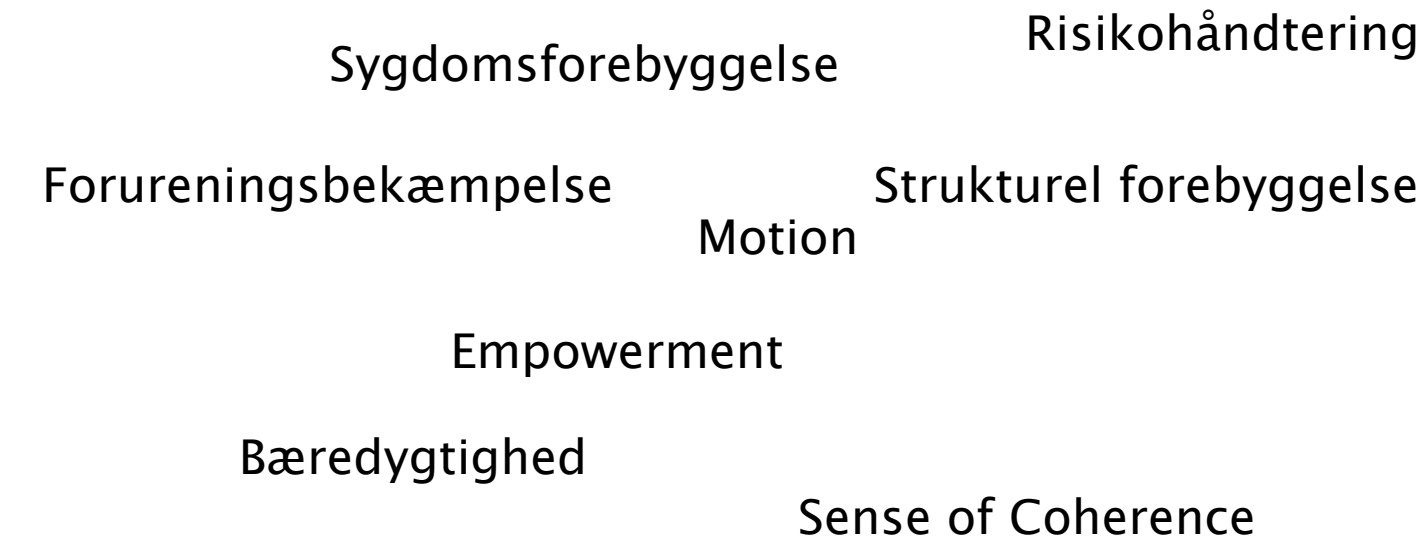 Risikohåndtering
Sygdomsforebyggelse
Forureningsbekæmpelse
Strukturel forebyggelse
Motion
Empowerment
Bæredygtighed
Sense of Coherence